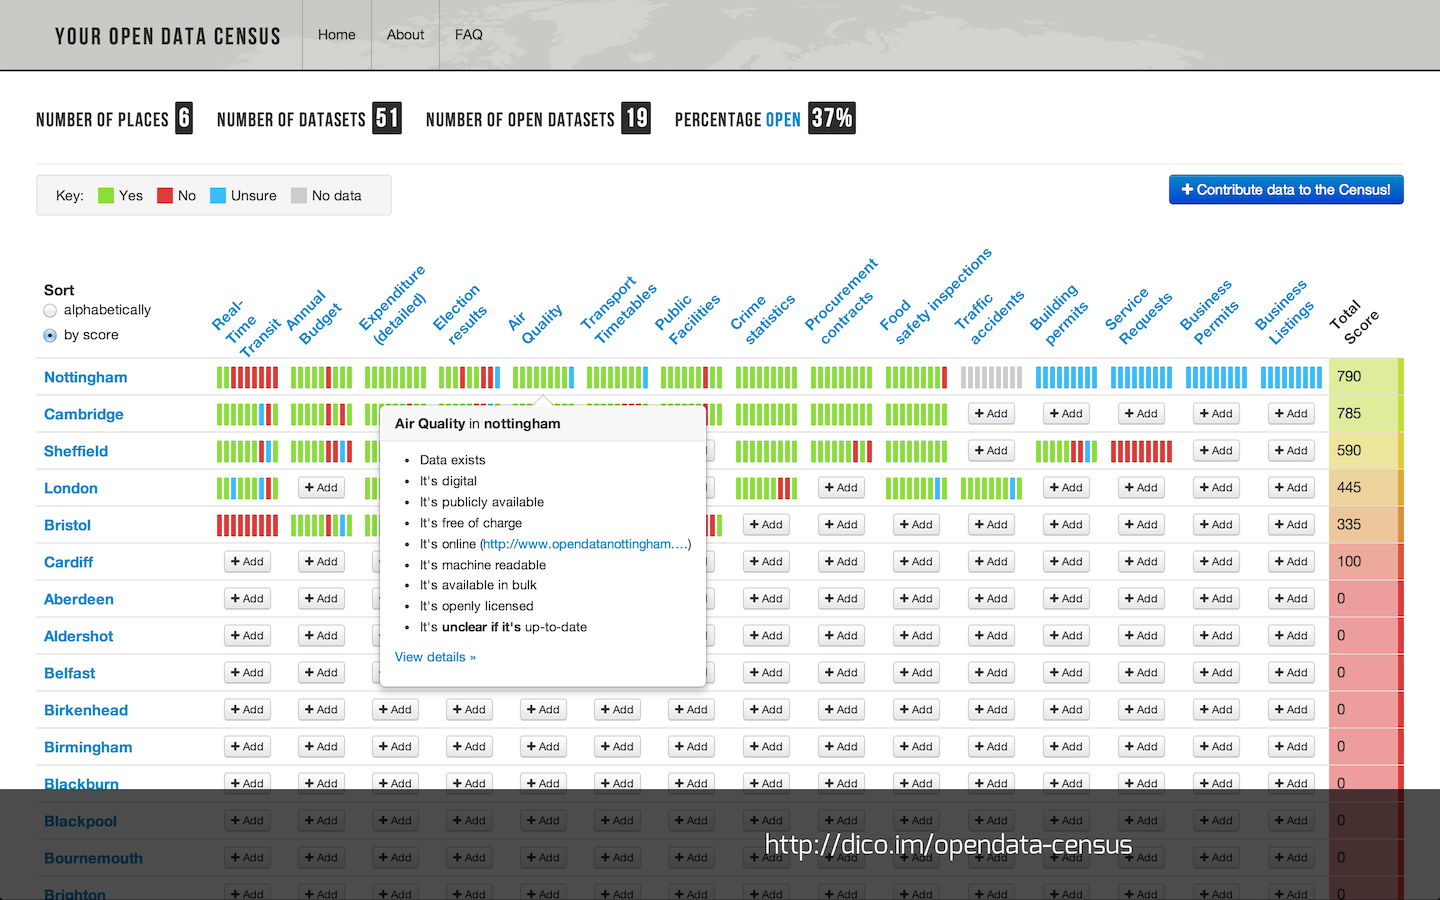 YOUR OPEN DATA CENSUS
Home
About
FAQ
NUMBER OF PLACES 6
NUMBER OF DATASETS 51
NUMBER OF OPEN DATASETS 19
PERCENTAGE OPEN 37%
Key: Yes No Unsure No data
+ Contribute data to the Census!
Sort
alphabetically
by score
Real-
Time
Transit
Annual
Budget
Expenditure
(detailed)
Election
results
Air
Quality
Transport
Timetables
Public
Facilities
Crime
statistics
Procurement
contracts
Food
safety inspections
Traffic
accidents
Building
permits
Service
Requests
Business
Permits
Business
Listings
Total
Score
Nottingham 790
Cambridge + Add + Add + Add + Add + Add 785
Sheffield + Add + Add + Add 590
London + Add + Add + Add + Add + Add + Add 445
Bristol + Add + Add + Add + Add + Add + Add + Add + Add 335
Cardiff + Add + Add + Add + Add + Add + Add + Add + Add + Add + Add 100
Aberdeen + Add + Add + Add + Add + Add + Add + Add + Add + Add + Add 0
Aldershot + Add + Add + Add + Add + Add + Add + Add + Add + Add + Add 0
Belfast + Add + Add + Add + Add + Add + Add + Add + Add + Add + Add 0
Birkenhead + Add + Add + Add + Add + Add + Add + Add + Add + Add + Add + Add + Add + Add + Add + Add 0
Birmingham + Add + Add + Add + Add + Add + Add + Add + Add + Add + Add + Add + Add + Add + Add + Add 0
Blackburn + Add + Add + Add + Add + Add + Add + Add + Add + Add + Add + Add + Add + Add + Add + Add 0
Blackpool + Add + Add + Add + Add + Add + Add + Add + Add + Add + Add + Add + Add + Add + Add + Add 0
Bournemouth + Add + Add + Add + Add + Add + Add + Add + Add + Add + Add + Add + Add + Add + Add + Add 0
Brighton + Add + Add + Add + Add + Add + Add + Add + Add + Add + Add + Add + Add + Add + Add + Add 0
Air Quality in nottingham
• Data exists
• It's digital
• It's publicly available
• It's free of charge
• It's online (http://www.opendatanottingham....)
• It's machine readable
• It's available in bulk
• It's openly licensed
• It's unclear if it's up-to-date
View details »
http://dico.im/opendata-census